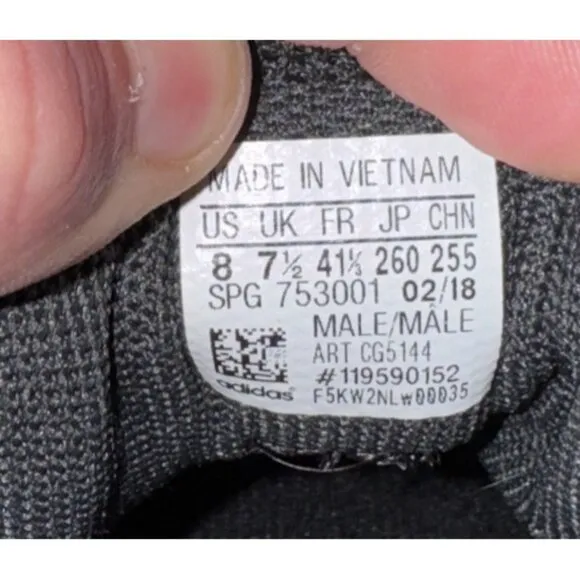 MADE IN VIETNAM
US UK FR JP CHN
8 7½ 41⅓ 260 255
SPG 753001 02/18
MALE/MÂLE
ART CG5144
#119590152
adidas® F5KW2NLw00035